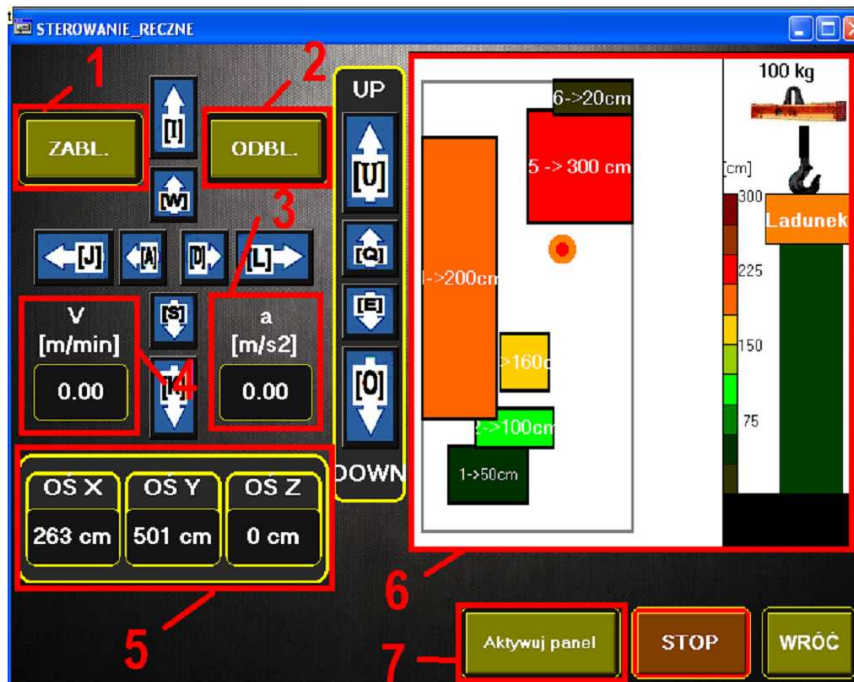 STEROWANIE_RECZNE
1
2
UP
100 kg
ZABL.
[I]
ODBL.
[U]
6->20cm
5 -> 300 cm
[cm]
300
[W]
3
Ladunek
[J]
[A]
[D]
[L]
[Q]
225
->200cm
V
[m/min]
[S]
a
[m/s2]
[E]
>160c
150
4
0.00
0.00
[O]
2->100cm
75
DOWN
1->50cm
OŚ X
OŚ Y
OŚ Z
263 cm
501 cm
0 cm
6
5
7
Aktywuj panel
STOP
WRÓĆ